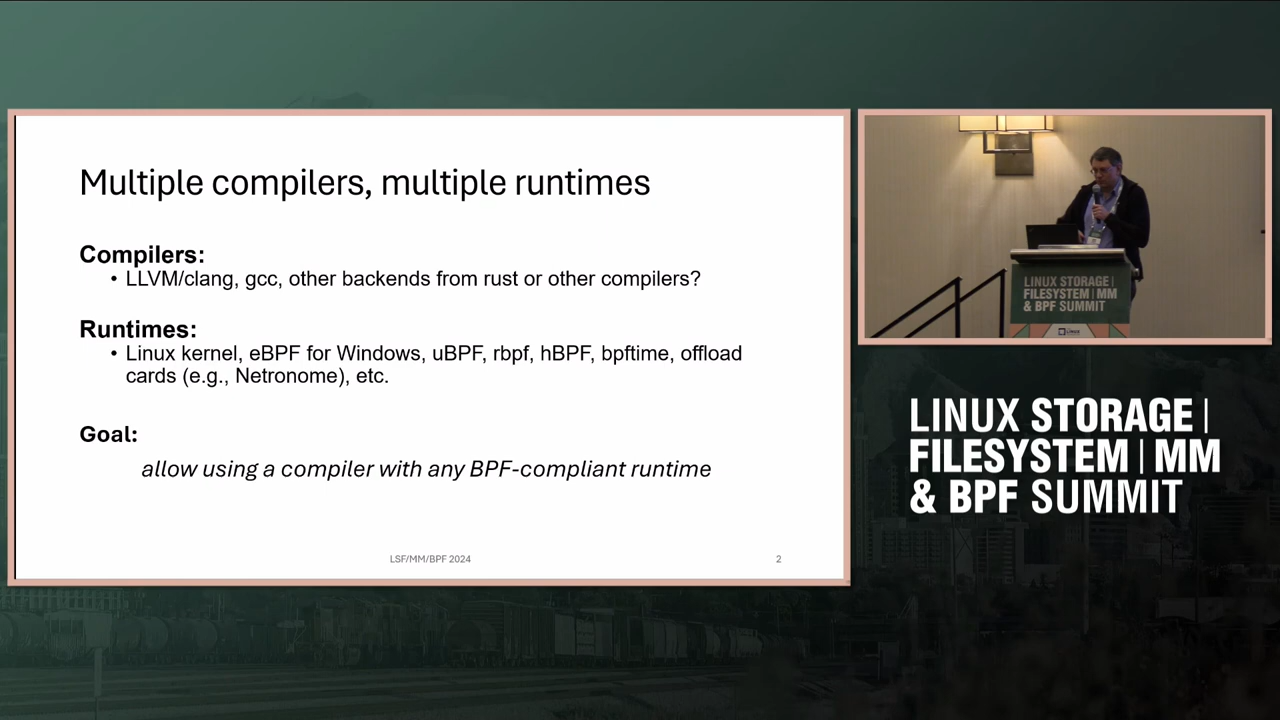 Multiple compilers, multiple runtimes
Compilers:
• LLVM/clang, gcc, other backends from rust or other compilers?
Runtimes:
• Linux kernel, eBPF for Windows, uBPF, rbpf, hBPF, bpftime, offload
cards (e.g., Netronome), etc.
Goal:
allow using a compiler with any BPF-compliant runtime
LSF/MM/BPF 2024
2
LINUX STORAGE |
FILESYSTEM | MM
& BPF SUMMIT
LINUX STORAGE |
FILESYSTEM | MM
& BPF SUMMIT